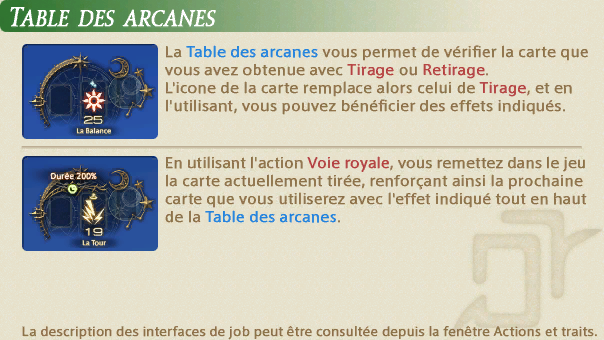 TABLE DES ARCANES
La Table des arcanes vous permet de vérifier la carte que
vous avez obtenue avec Tirage ou Retirage.
L'icone de la carte remplace alors celui de Tirage, et en
l'utilisant, vous pouvez bénéficier des effets indiqués.
25
La Balance
En utilisant l'action Voie royale, vous remettez dans le jeu
la carte actuellement tirée, renforçant ainsi la prochaine
carte que vous utiliserez avec l'effet indiqué tout en haut
de la Table des arcanes.
Durée 200%
19
La Tour
La description des interfaces de job peut être consultée depuis la fenêtre Actions et traits.